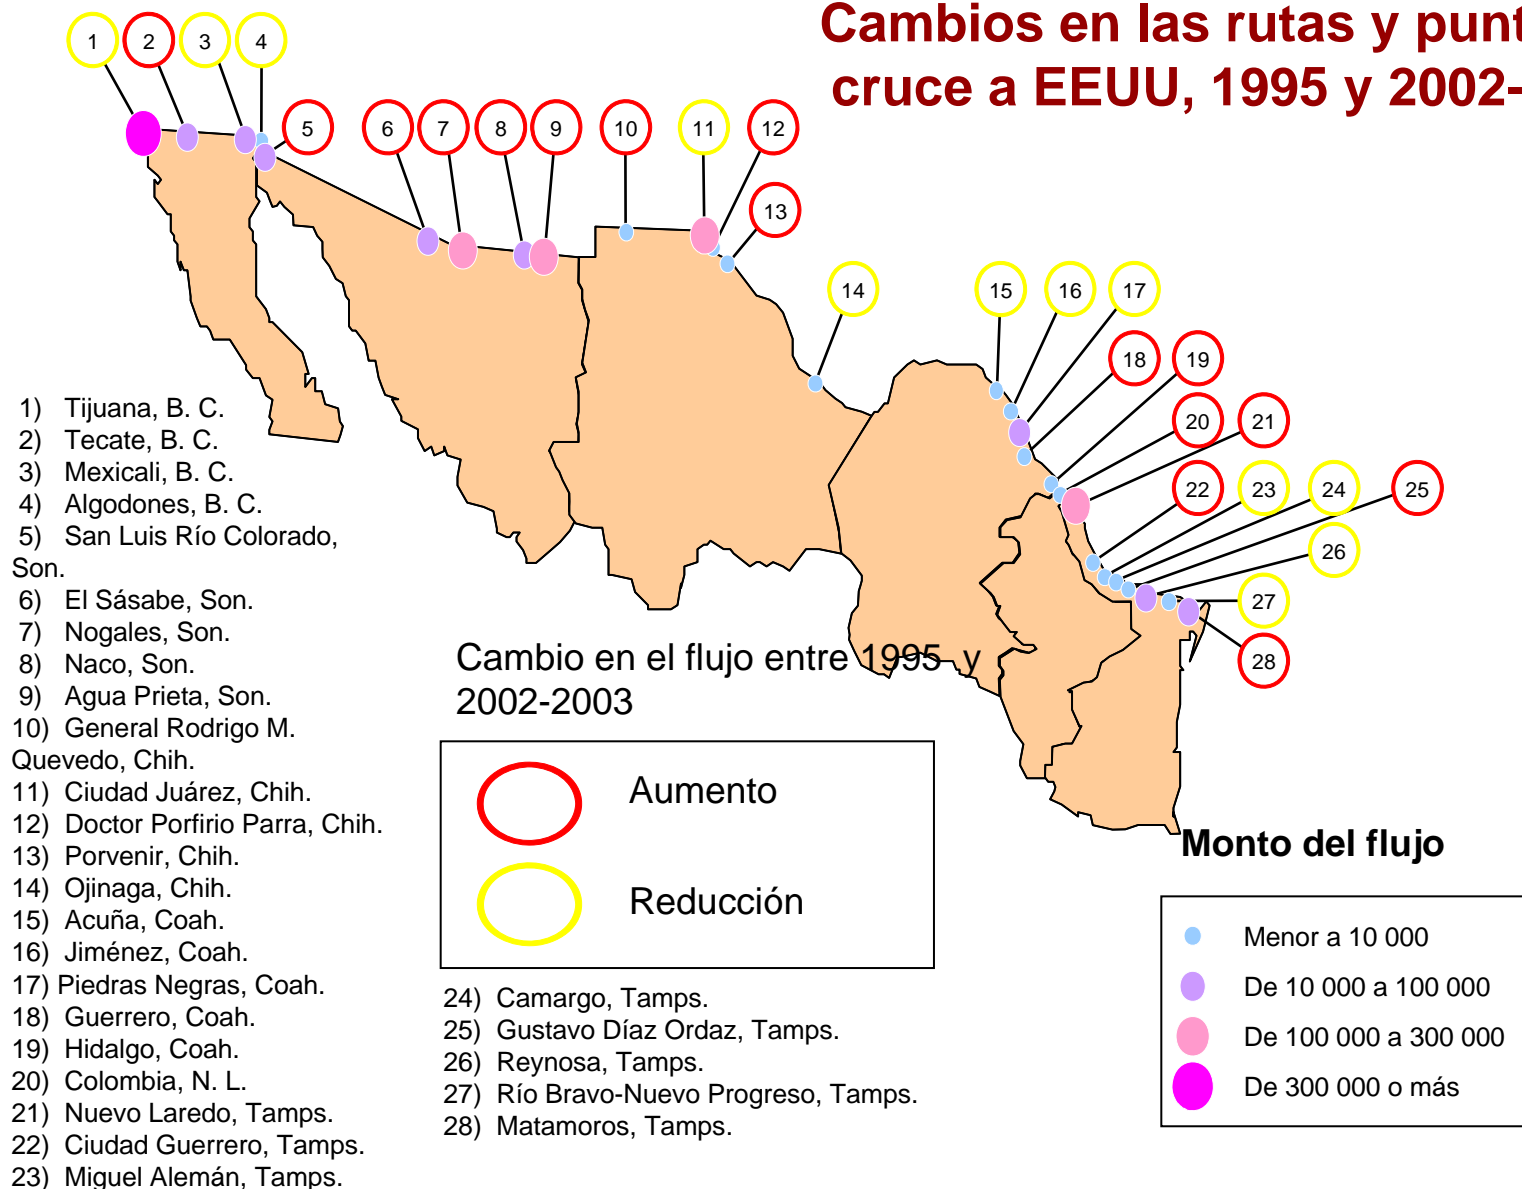 Cambios en las rutas y punt
cruce a EEUU, 1995 y 2002-
1
2
3
4
5
6
7
8
9
10
11
12
13
14
15
16
17
18
19
20
21
22
23
24
25
26
27
28
1) Tijuana, B. C.
2) Tecate, B. C.
3) Mexicali, B. C.
4) Algodones, B. C.
5) San Luis Río Colorado,
Son.
6) El Sásabe, Son.
7) Nogales, Son.
8) Naco, Son.
9) Agua Prieta, Son.
10) General Rodrigo M.
Quevedo, Chih.
11) Ciudad Juárez, Chih.
12) Doctor Porfirio Parra, Chih.
13) Porvenir, Chih.
14) Ojinaga, Chih.
15) Acuña, Coah.
16) Jiménez, Coah.
17) Piedras Negras, Coah.
18) Guerrero, Coah.
19) Hidalgo, Coah.
20) Colombia, N. L.
21) Nuevo Laredo, Tamps.
22) Ciudad Guerrero, Tamps.
23) Miguel Alemán, Tamps.
24) Camargo, Tamps.
25) Gustavo Díaz Ordaz, Tamps.
26) Reynosa, Tamps.
27) Río Bravo-Nuevo Progreso, Tamps.
28) Matamoros, Tamps.
Cambio en el flujo entre 1995 y
2002-2003
Aumento
Reducción
Monto del flujo
Menor a 10 000
De 10 000 a 100 000
De 100 000 a 300 000
De 300 000 o más